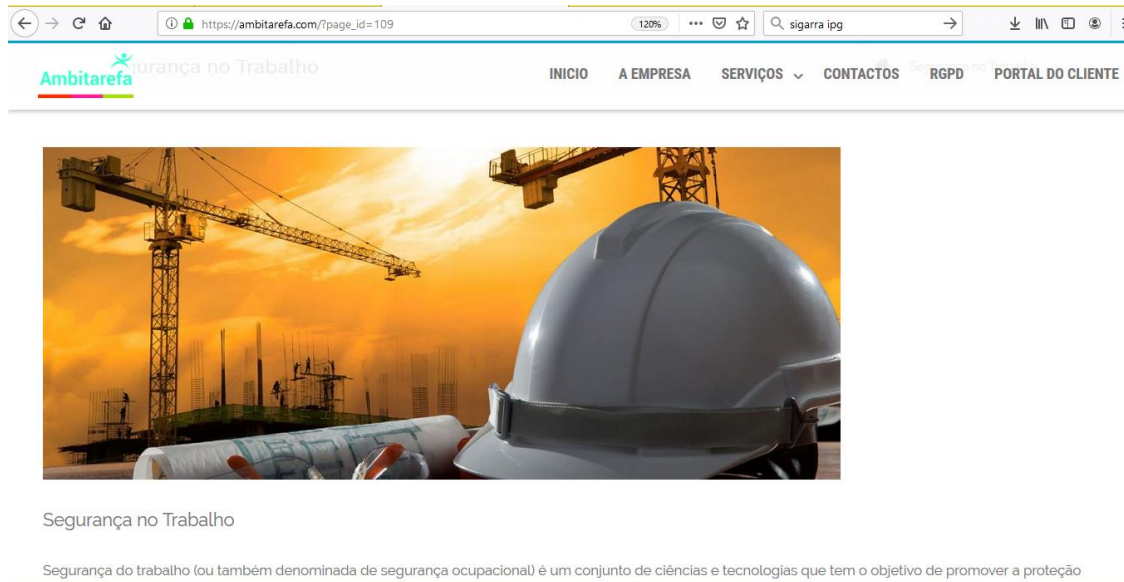 https://ambitarefa.com/?page_id=109
120%
sigarra ipg
Ambitarefa
urança no Trabalho
INICIO
A EMPRESA
SERVIÇOS
CONTACTOS
RGPD
PORTAL DO CLIENTE
Segurança no Trabalho
Segurança do trabalho (ou também denominada de segurança ocupacional) é um conjunto de ciências e tecnologias que tem o objetivo de promover a proteção